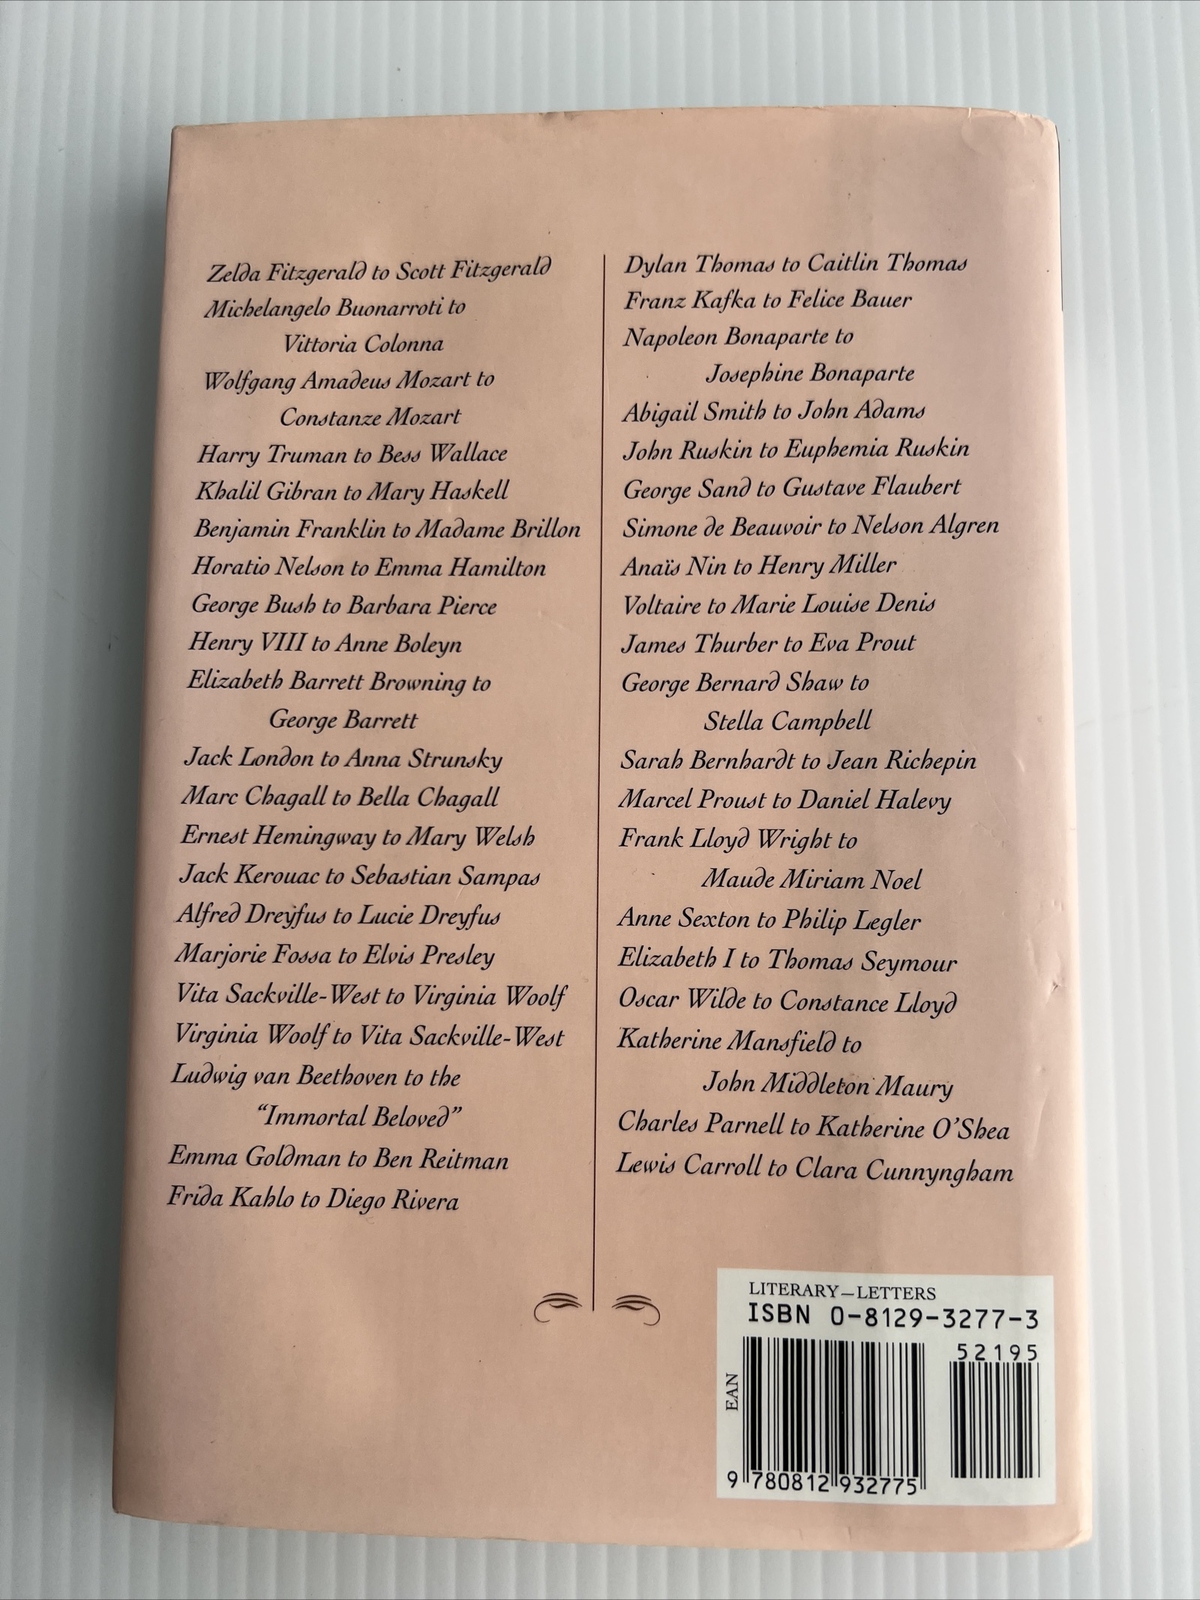 Zelda Fitzgerald to Scott Fitzgerald
Michelangelo Buonarroti to
Vittoria Colonna
Wolfgang Amadeus Mozart to
Constanze Mozart
Harry Truman to Bess Wallace
Khalil Gibran to Mary Haskell
Benjamin Franklin to Madame Brillon
Horatio Nelson to Emma Hamilton
George Bush to Barbara Pierce
Henry VIII to Anne Boleyn
Elizabeth Barrett Browning to
George Barrett
Jack London to Anna Strunsky
Marc Chagall to Bella Chagall
Ernest Hemingway to Mary Welsh
Jack Kerouac to Sebastian Sampas
Alfred Dreyfus to Lucie Dreyfus
Marjorie Fossa to Elvis Presley
Vita Sackville-West to Virginia Woolf
Virginia Woolf to Vita Sackville-West
Ludwig van Beethoven to the
“Immortal Beloved”
Emma Goldman to Ben Reitman
Frida Kahlo to Diego Rivera
Dylan Thomas to Caitlin Thomas
Franz Kafka to Felice Bauer
Napoleon Bonaparte to
Josephine Bonaparte
Abigail Smith to John Adams
John Ruskin to Euphemia Ruskin
George Sand to Gustave Flaubert
Simone de Beauvoir to Nelson Algren
Anaïs Nin to Henry Miller
Voltaire to Marie Louise Denis
James Thurber to Eva Prout
George Bernard Shaw to
Stella Campbell
Sarah Bernhardt to Jean Richepin
Marcel Proust to Daniel Halevy
Frank Lloyd Wright to
Maude Miriam Noel
Anne Sexton to Philip Legler
Elizabeth I to Thomas Seymour
Oscar Wilde to Constance Lloyd
Katherine Mansfield to
John Middleton Maury
Charles Parnell to Katherine O’Shea
Lewis Carroll to Clara Cunnyngham
LITERARY—LETTERS
ISBN 0-8129-3277-3
52195
EAN
9 780812 932775